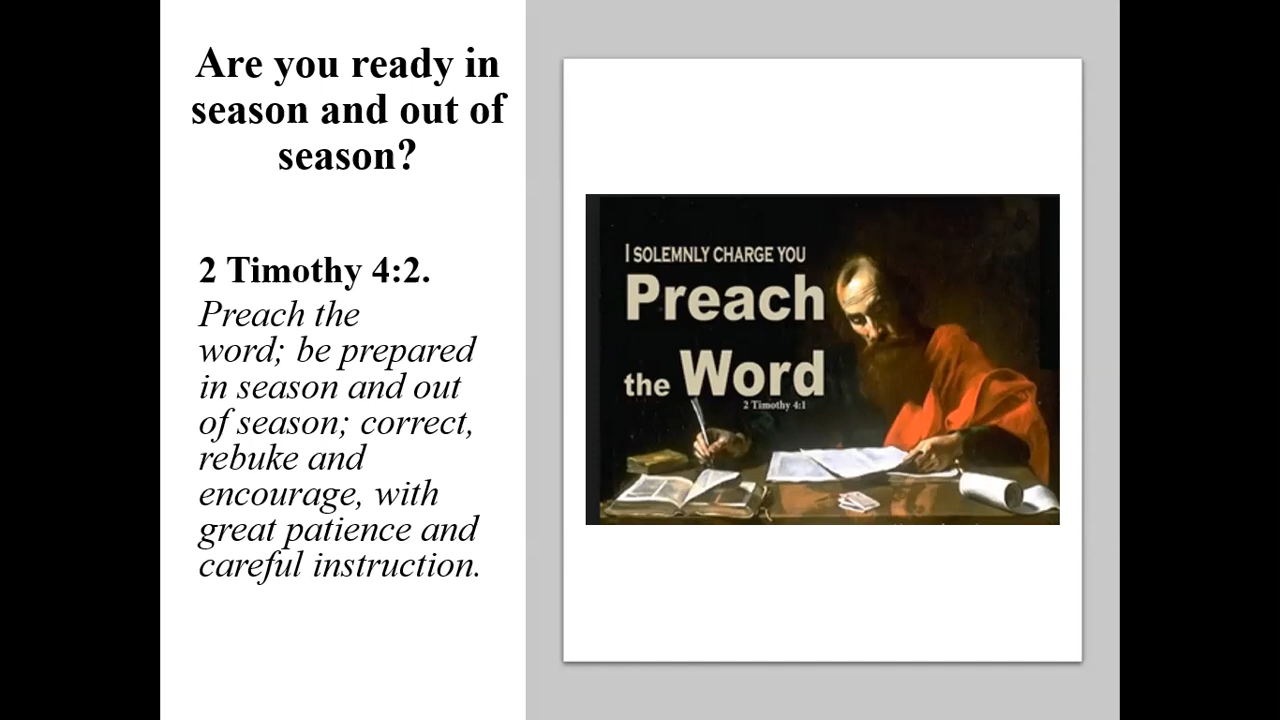 Are you ready in
season and out of
season?
2 Timothy 4:2.
Preach the
word; be prepared
in season and out
of season; correct,
rebuke and
encourage, with
great patience and
careful instruction.
I SOLEMNLY CHARGE YOU
Preach
the Word
2 Timothy 4:1